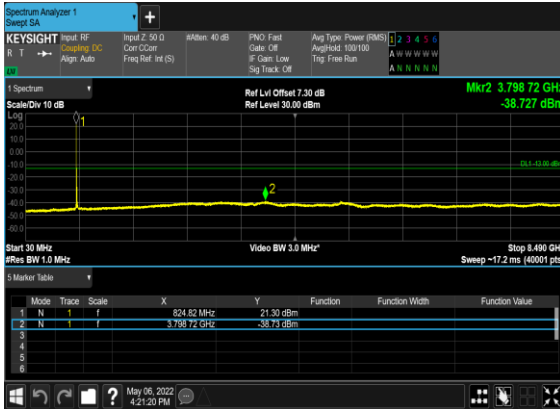 Spectrum Analyzer 1
Swept SA
+
KEYSIGHT
R T
Input: RF
Coupling: DC
Align: Auto
Input Z: 50 Ω
Corr CCorr
Freq Ref: Int (S)
#Atten: 40 dB
PNO: Fast
Gate: Off
IF Gain: Low
Sig Track: Off
Avg Type: Power (RMS)
Avg|Hold: 100/100
Trig: Free Run
1 2 3 4 5 6
A W W W W W
A N N N N N
1 Spectrum
Scale/Div 10 dB
Ref Lvl Offset 7.30 dB
Ref Level 30.00 dBm
Mkr2 3.798 72 GH
-38.727 dBn
Log
20.0
10.0
0.00
-10.0
-20.0
-30.0
-40.0
-50.0
-60.0
1
2
DL1 -13.00 dB
Start 30 MHz
#Res BW 1.0 MHz
Video BW 3.0 MHz*
Stop 8.490 GH
Sweep ~17.2 ms (40001 pts
5 Marker Table
Mode Trace Scale X Y Function Function Width Function Value
1 N 1 f 824.82 MHz 21.30 dBm
2 N 1 f 3.798 72 GHz -38.73 dBm
3
4
5
6
?
May 06, 2022
4:21:20 PM